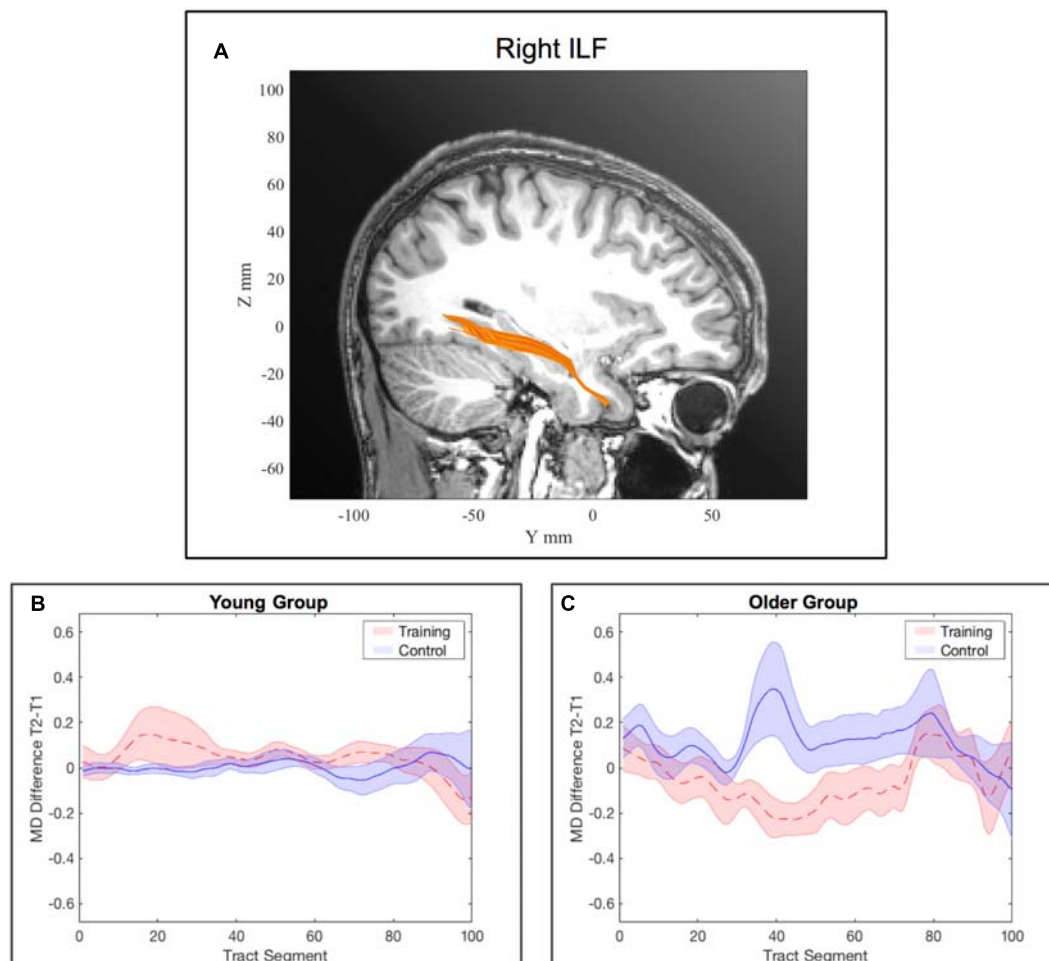 A
Right ILF
100
80
60
40
20
0
-20
-40
-60
Z mm
-100 -50 0 50
Y mm
B
Young Group
0.6
0.4
0.2
0
-0.2
-0.4
-0.6
MD Difference T2-T1
Training
Control
0 20 40 60 80 100
Tract Segment
C
Older Group
0.6
0.4
0.2
0
-0.2
-0.4
-0.6
MD Difference T2-T1
Training
Control
0 20 40 60 80 100
Tract Segment